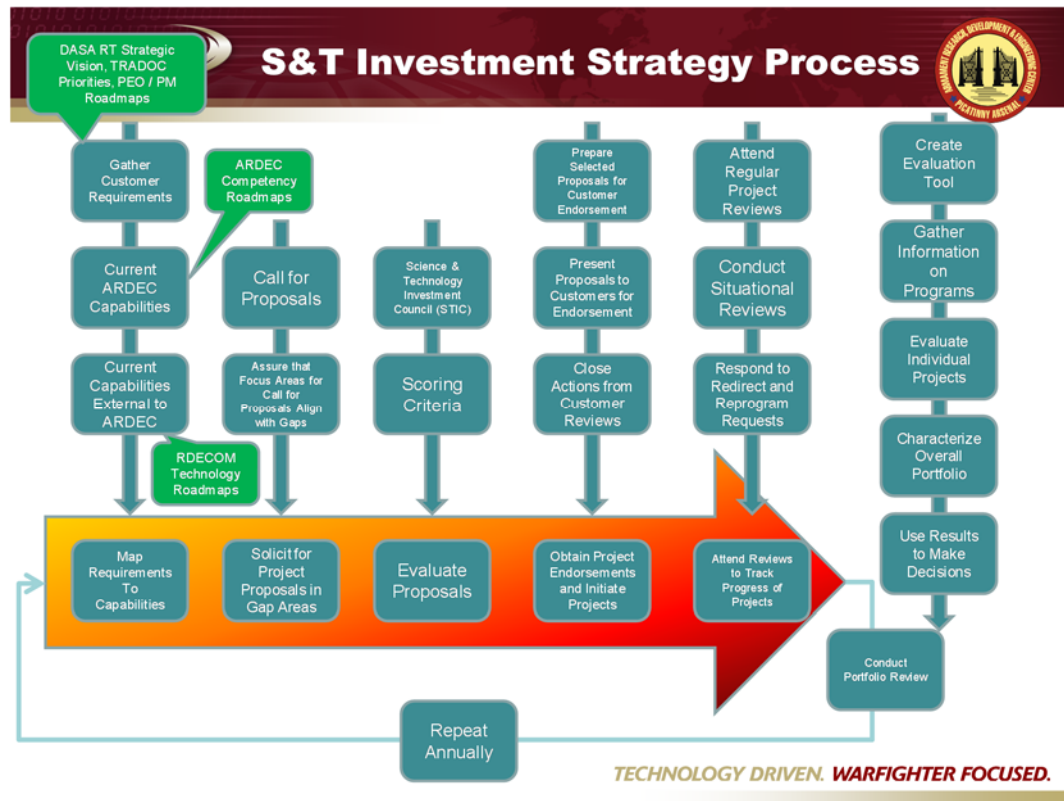 S&T Investment Strategy Process
DASA RT Strategic
Vision, TRADOC
Priorities, PEO / PM
Roadmaps
ARMAMENT RESEARCH, DEVELOPMENT & ENGINEERING CENTER
PICATINNY ARSENAL
Gather
Customer
Requirements
ARDEC
Competency
Roadmaps
Current
ARDEC
Capabilities
Current
Capabilities
External to
ARDEC
RDECOM
Technology
Roadmaps
Map
Requirements
To
Capabilities
Call for
Proposals
Assure that
Focus Areas for
Call for
Proposals Align
with Gaps
Solicit for
Project
Proposals in
Gap Areas
Science &
Technology
Investment
Council (STIC)
Scoring
Criteria
Evaluate
Proposals
Prepare
Selected
Proposals for
Customer
Endorsement
Present
Proposals to
Customers for
Endorsement
Close
Actions from
Customer
Reviews
Obtain Project
Endorsements
and Initiate
Projects
Attend
Regular
Project
Reviews
Conduct
Situational
Reviews
Respond to
Redirect and
Reprogram
Requests
Attend Reviews
to Track
Progress of
Projects
Create
Evaluation
Tool
Gather
Information
on
Programs
Evaluate
Individual
Projects
Characterize
Overall
Portfolio
Use Results
to Make
Decisions
Conduct
Portfolio Review
Repeat
Annually
TECHNOLOGY DRIVEN. WARFIGHTER FOCUSED.